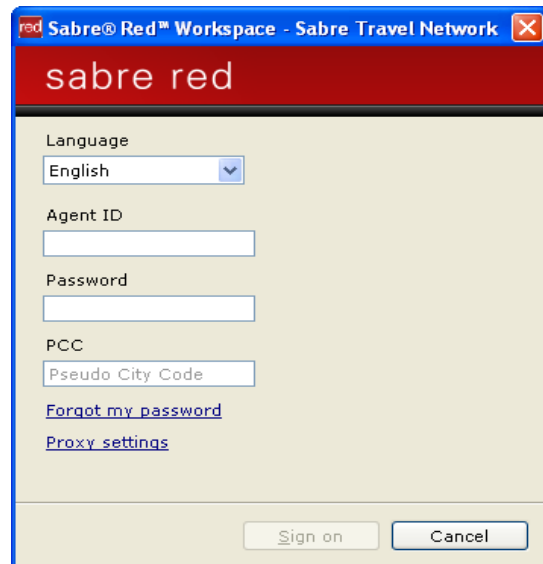 red Sabre® Red™ Workspace - Sabre Travel Network
sabre red
Language
English
Agent ID
Password
PCC
Pseudo City Code
Forgot my password
Proxy settings
Sign on Cancel